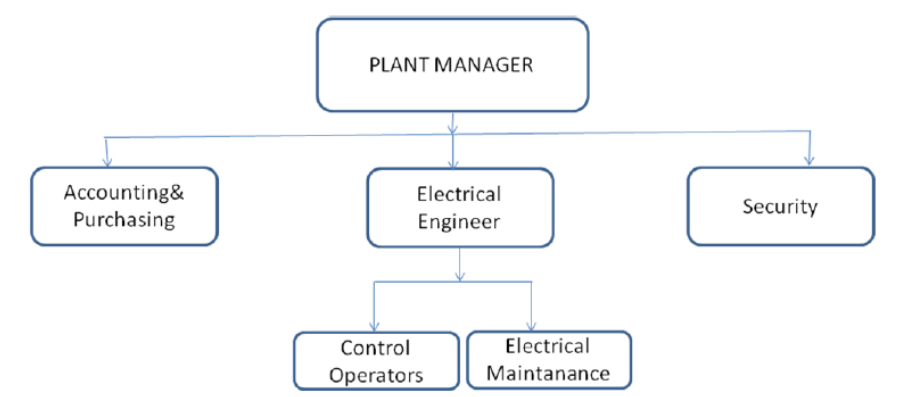 PLANT MANAGER
Accounting&
Purchasing
Electrical
Engineer
Security
Control
Operators
Electrical
Maintanance